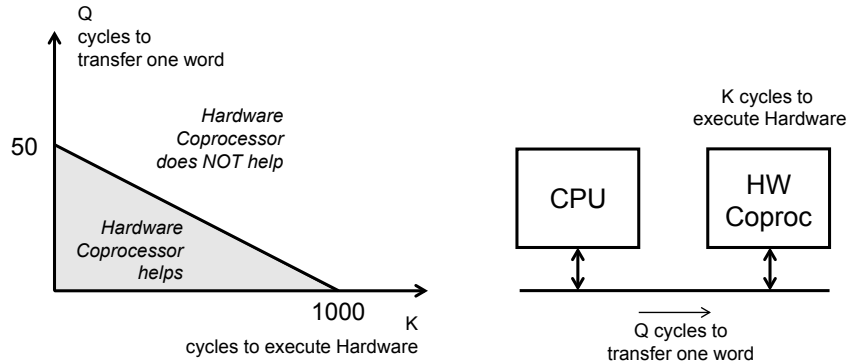 Q
cycles to
transfer one word
50
Hardware
Coprocessor
does NOT help
Hardware
Coprocessor
helps
1000
K
cycles to execute Hardware
K cycles to
execute Hardware
CPU
HW
Coproc
Q cycles to
transfer one word